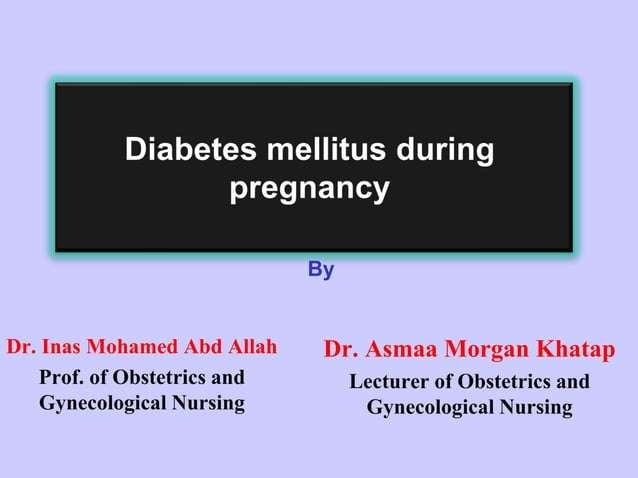 Diabetes mellitus during
pregnancy
By
Dr. Inas Mohamed Abd Allah
Prof. of Obstetrics and
Gynecological Nursing
Dr. Asmaa Morgan Khatap
Lecturer of Obstetrics and
Gynecological Nursing